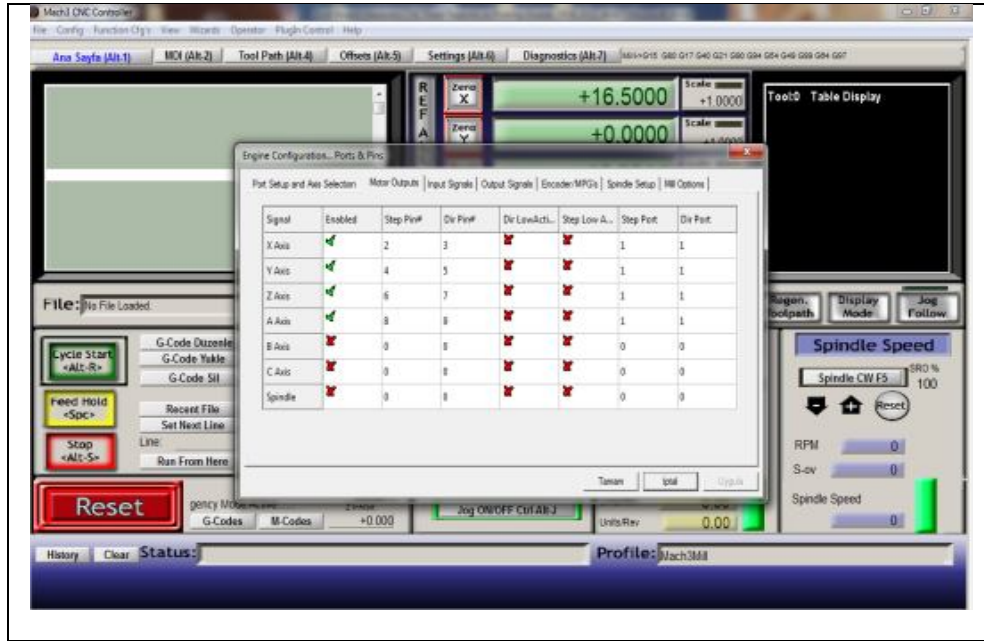 Mach3 CNC Controller
File Config Function Cfg's View Wizards Operator PlugIn Control Help
Ana Sayfa (Alt-1) MDI (Alt-2) Tool Path (Alt-4) Offsets (Alt-5) Settings (Alt-6) Diagnostics (Alt-7)
REF A
Zero X +16.5000 Scale +1.0000
Zero Y +0.0000 Scale
Tool:0 Table Display
Engine Configuration... Ports & Pins
Port Setup and Axis Selection Motor Outputs Input Signals Output Signals Encoder/MPG's Spindle Setup Mill Options
Signal Enabled Step Pin# Dir Pin# Dir LowActi... Step Low A... Step Port Dir Port
X Axis 2 3 1 1
Y Axis 4 5 1 1
Z Axis 6 7 1 1
A Axis 1 1
B Axis 0 0 0
C Axis 0 0 0
Spindle 0 0 0
Tamam İptal Uygula
File: No File Loaded.
Regen. Toolpath Display Mode Jog Follow
Cycle Start <Alt-R>
G-Code Duzenle
G-Code Yukle
G-Code Sil
Feed Hold <Spc>
Recent File
Set Next Line
Stop <Alt-S>
Line:
Run From Here
Reset
G-Codes M-Codes +0.000
Jog ON/OFF Ctrl Alt-J
Units/Rev 0.00
Spindle Speed
Spindle CW F5
SRO % 100
Reset
RPM 0
S-ov 0
Spindle Speed
0
History Clear Status: Profile: Mach3Mill